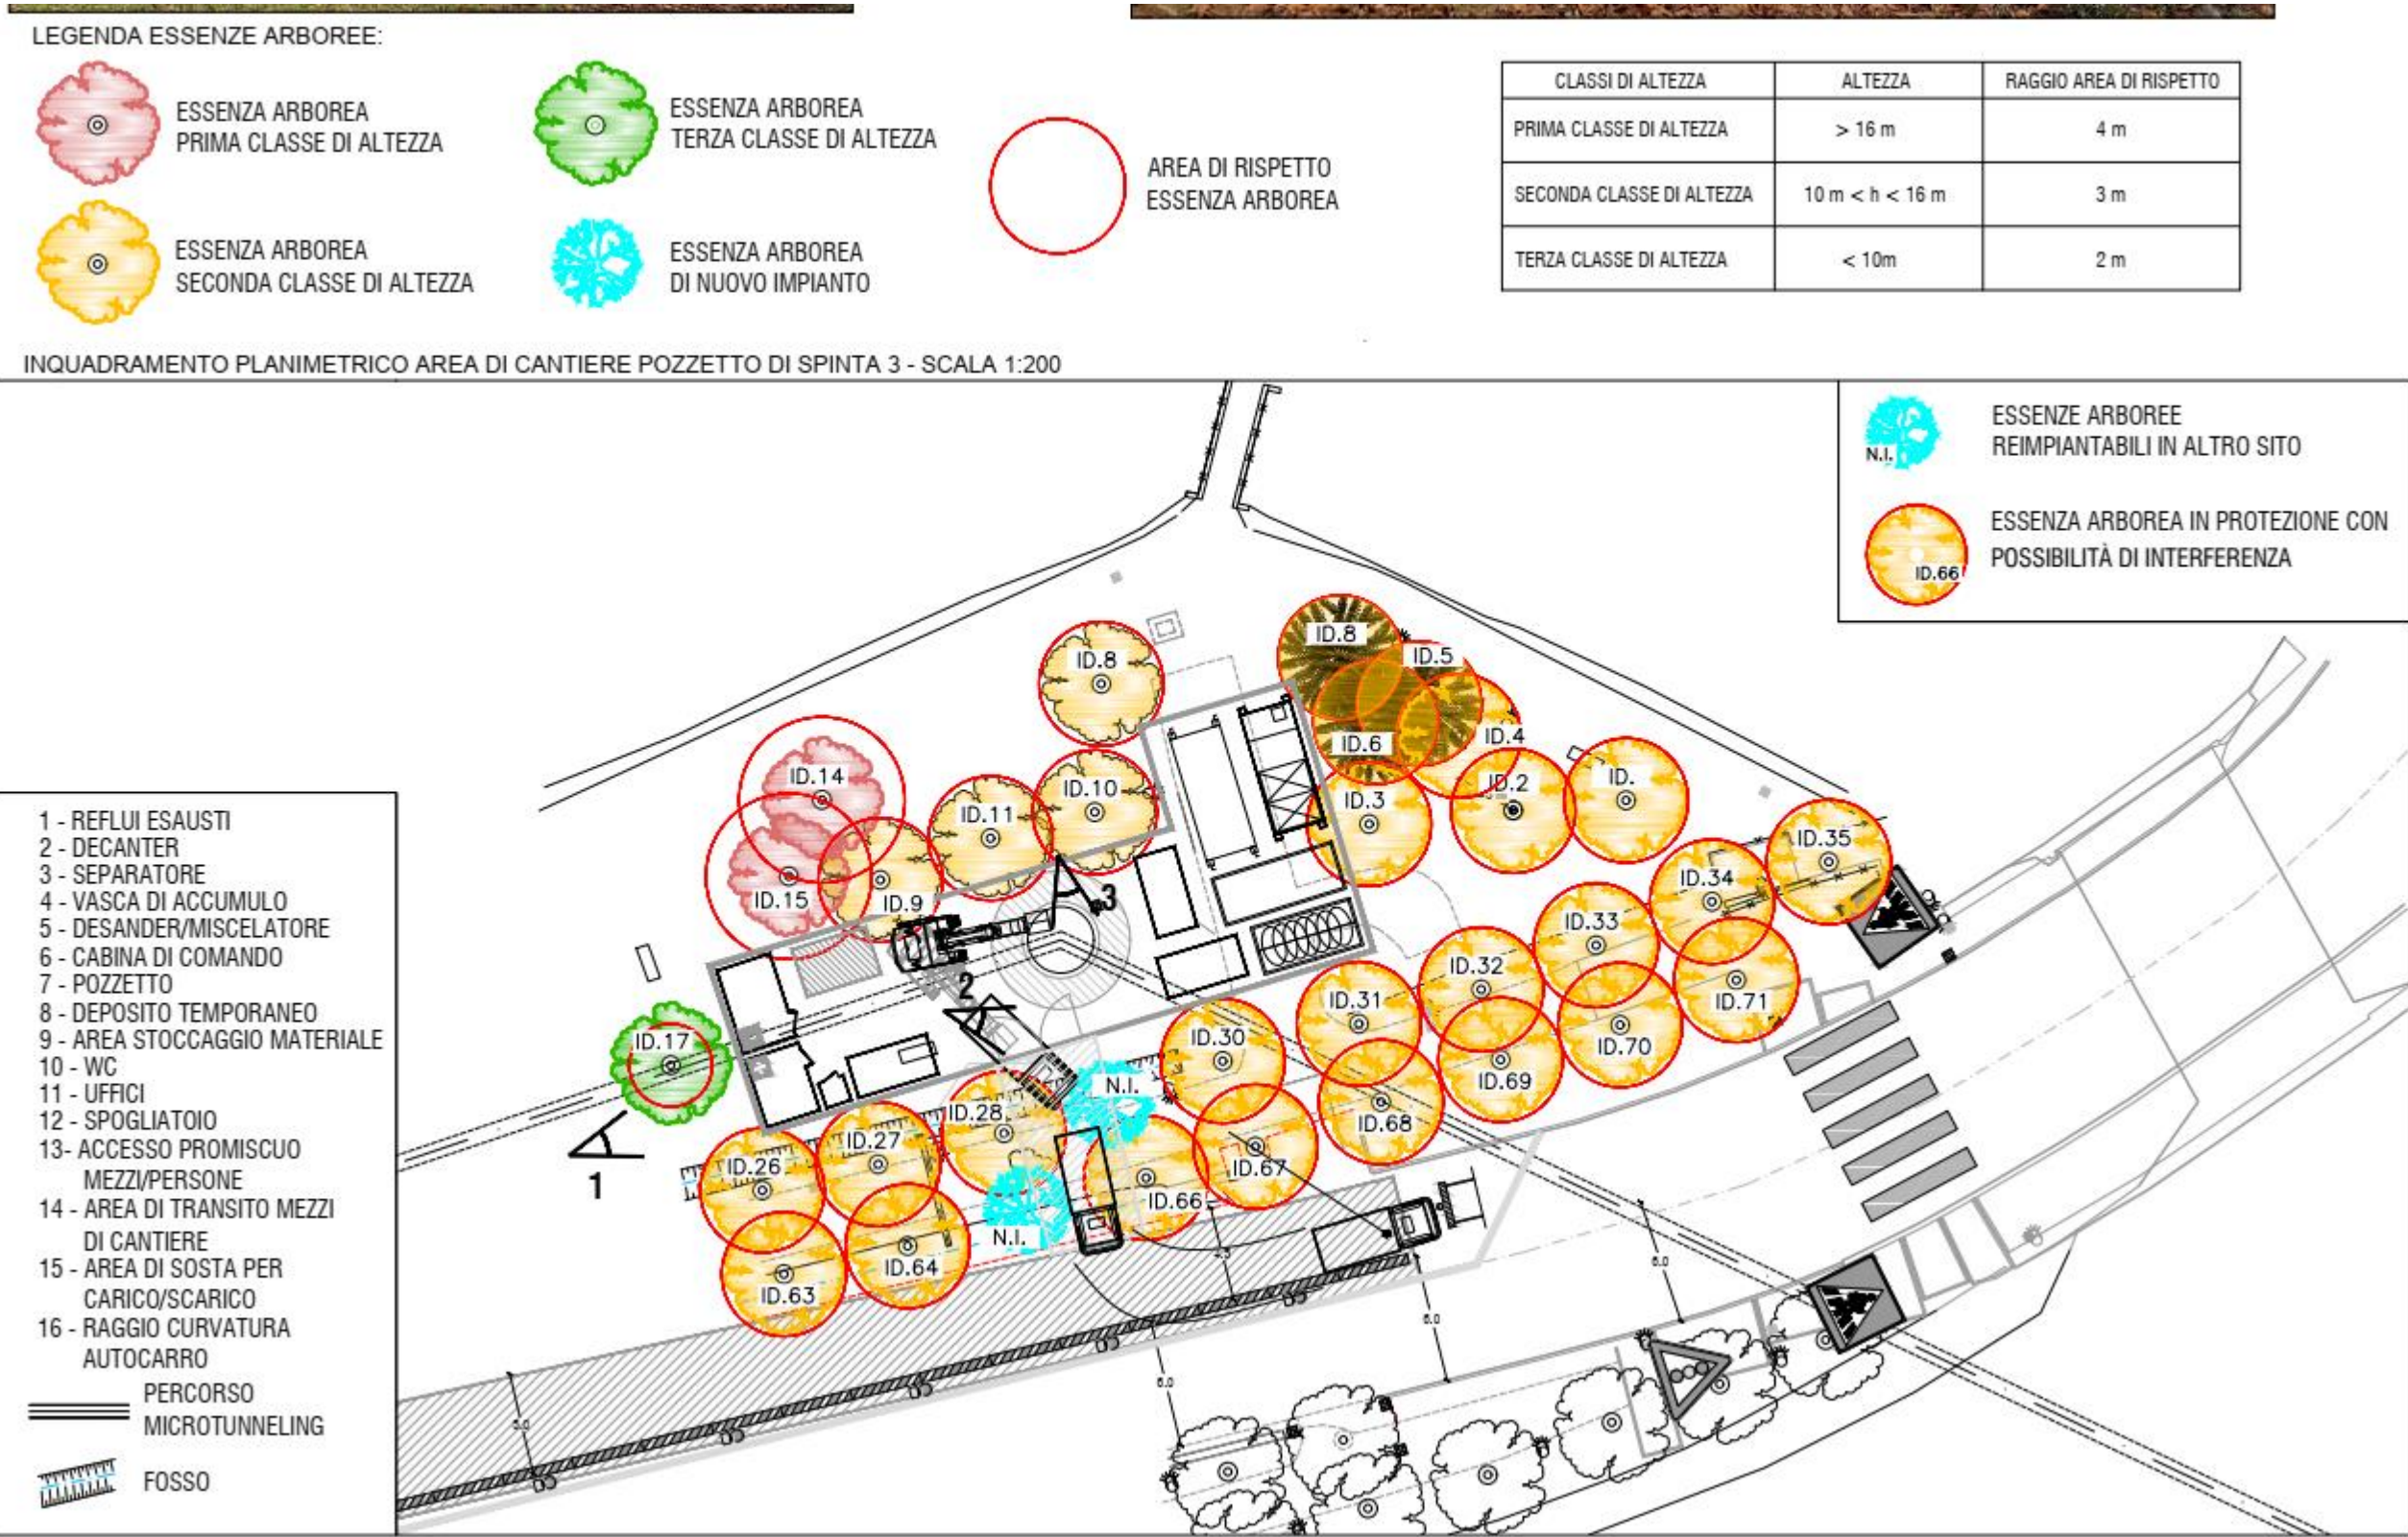 LEGENDA ESSENZE ARBOREE:
ESSENZA ARBOREA
PRIMA CLASSE DI ALTEZZA
ESSENZA ARBOREA
TERZA CLASSE DI ALTEZZA
ESSENZA ARBOREA
SECONDA CLASSE DI ALTEZZA
ESSENZA ARBOREA
DI NUOVO IMPIANTO
AREA DI RISPETTO
ESSENZA ARBOREA
CLASSI DI ALTEZZA ALTEZZA RAGGIO AREA DI RISPETTO
PRIMA CLASSE DI ALTEZZA > 16 m 4 m
SECONDA CLASSE DI ALTEZZA 10 m < h < 16 m 3 m
TERZA CLASSE DI ALTEZZA < 10m 2 m
INQUADRAMENTO PLANIMETRICO AREA DI CANTIERE POZZETTO DI SPINTA 3 - SCALA 1:200
ESSENZE ARBOREE
REIMPIANTABILI IN ALTRO SITO
N.I.
ESSENZA ARBOREA IN PROTEZIONE CON
POSSIBILITÀ DI INTERFERENZA
ID.66
ID.8
ID.8
ID.5
ID.6
ID.4
ID.14
ID.10
ID.11
ID.3
ID.2
ID.
ID.15
ID.9
ID.35
ID.34
ID.33
ID.32
ID.71
ID.31
ID.70
ID.30
ID.69
ID.17
ID.68
N.I.
ID.28
ID.27
ID.26
ID.67
ID.66
N.I.
ID.64
ID.63
3
2
1
4.5
6.0
6.0
6.0
5.0
1 - REFLUI ESAUSTI
2 - DECANTER
3 - SEPARATORE
4 - VASCA DI ACCUMULO
5 - DESANDER/MISCELATORE
6 - CABINA DI COMANDO
7 - POZZETTO
8 - DEPOSITO TEMPORANEO
9 - AREA STOCCAGGIO MATERIALE
10 - WC
11 - UFFICI
12 - SPOGLIATOIO
13- ACCESSO PROMISCUO
MEZZI/PERSONE
14 - AREA DI TRANSITO MEZZI
DI CANTIERE
15 - AREA DI SOSTA PER
CARICO/SCARICO
16 - RAGGIO CURVATURA
AUTOCARRO
PERCORSO
MICROTUNNELING
FOSSO